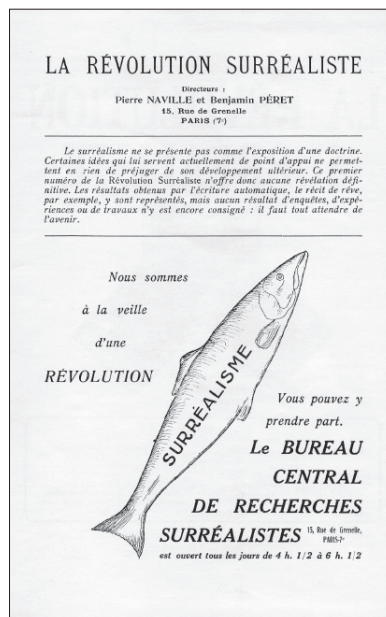 LA RÉVOLUTION SURRÉALISTE
Directeurs :
Pierre NAVILLE et Benjamin PÉRET
15, Rue de Grenelle
PARIS (7e)
Le surréalisme ne se présente pas comme l'exposition d'une doctrine.
Certaines idées qui lui servent actuellement de point d'appui ne permet-
tent en rien de préjuger de son développement ultérieur. Ce premier
numéro de la Révolution Surréaliste n'offre donc aucune révélation défi-
nitive. Les résultats obtenus par l'écriture automatique, le récit de rêve,
par exemple, y sont représentés, mais aucun résultat d'enquêtes, d'expé-
riences ou de travaux n'y est encore consigné : il faut tout attendre de
l'avenir.
Nous sommes
à la veille
d'une
RÉVOLUTION
SURRÉALISME
Vous pouvez y
prendre part.
Le BUREAU
CENTRAL
DE RECHERCHES
SURRÉALISTES 15, Rue de Grenelle,
PARIS-7e
est ouvert tous les jours de 4 h. 1/2 à 6 h. 1/2